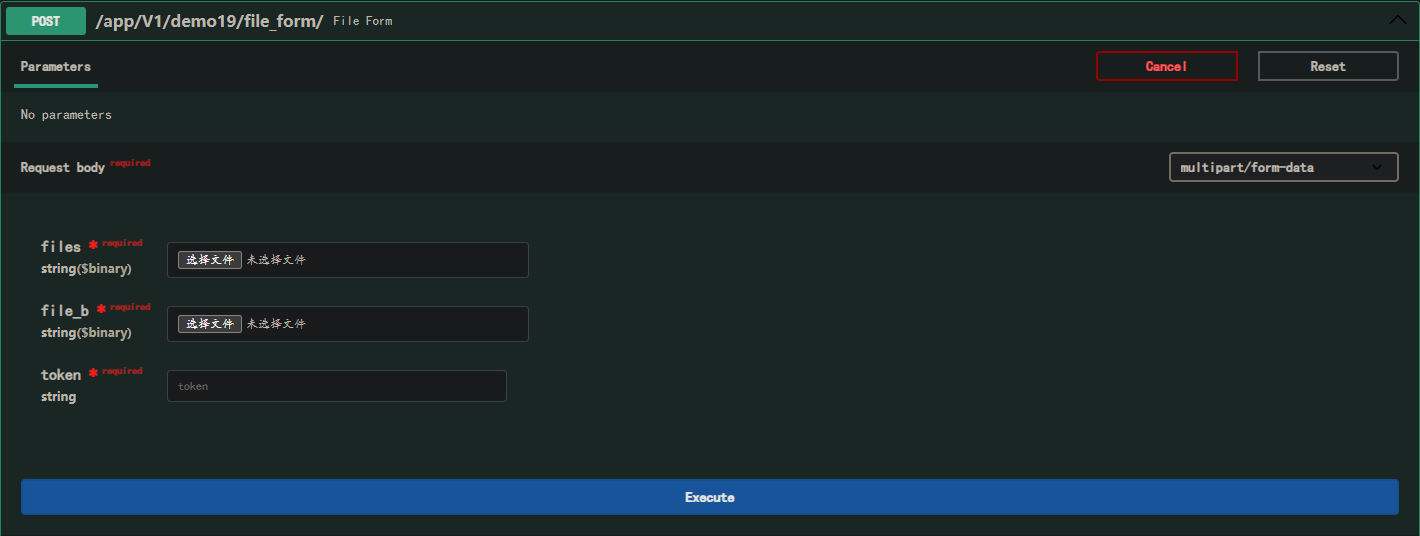 POST /app/V1/demo19/file_form/ File Form
Parameters Cancel Reset
No parameters
Request body required multipart/form-data
files * required
string($binary) 选择文件 未选择文件
file_b * required
string($binary) 选择文件 未选择文件
token * required
string token
Execute